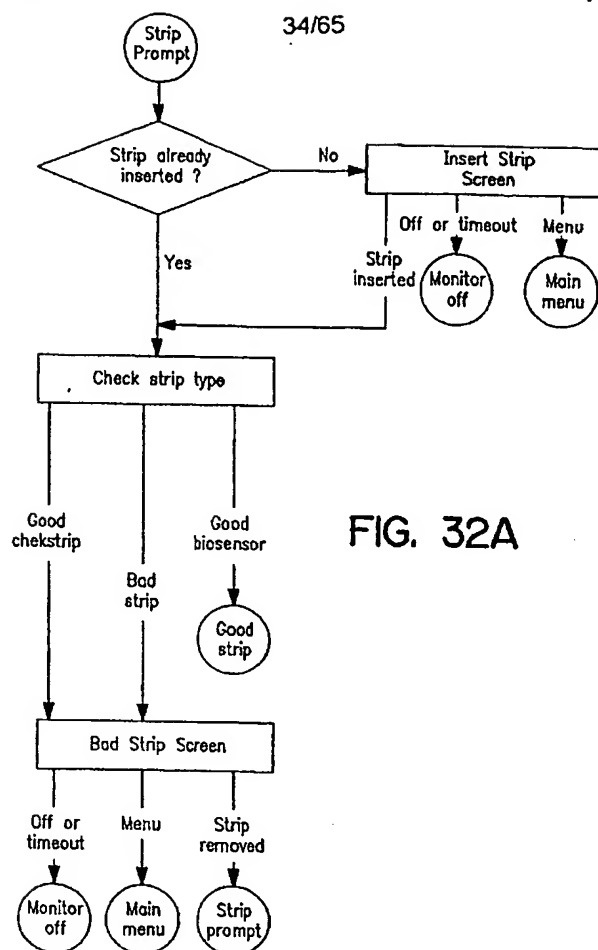 34/65
Strip
Prompt
Strip already
inserted ?
No
Insert Strip
Screen
Off or timeout
Menu
Strip
inserted
Monitor
off
Main
menu
Yes
Check strip type
Good
chekstrip
Bad
strip
Good
biosensor
Good
strip
FIG. 32A
Bad Strip Screen
Off or
timeout
Menu
Strip
removed
Monitor
off
Main
menu
Strip
prompt